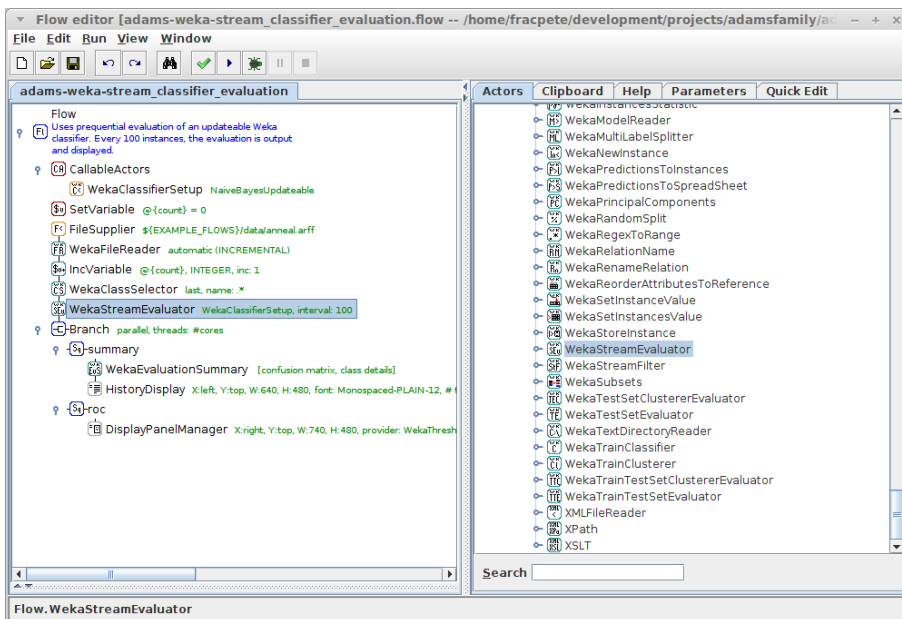 Flow editor [adams-weka-stream_classifier_evaluation.flow -- /home/fracpete/development/projects/adamsfamily/ad
File Edit Run View Window
adams-weka-stream_classifier_evaluation
Flow
Uses prequential evaluation of an updateable Weka
classifier. Every 100 instances, the evaluation is output
and displayed.
CallableActors
WekaClassifierSetup NaiveBayesUpdateable
SetVariable @{count} = 0
FileSupplier ${EXAMPLE_FLOWS}/data/anneal.arff
WekaFileReader automatic (INCREMENTAL)
IncVariable @{count}, INTEGER, inc: 1
WekaClassSelector last, name: .*
WekaStreamEvaluator WekaClassifierSetup, interval: 100
Branch parallel, threads: #cores
summary
WekaEvaluationSummary [confusion matrix, class details]
HistoryDisplay X:left, Y:top, W:640, H:480, font: Monospaced-PLAIN-12, #
roc
DisplayPanelManager X:right, Y:top, W:740, H:480, provider: WekaThresh
Actors Clipboard Help Parameters Quick Edit
WekaInstancesStatistic
WekaModelReader
WekaMultiLabelSplitter
WekaNewInstance
WekaPredictionsToInstances
WekaPredictionsToSpreadSheet
WekaPrincipalComponents
WekaRandomSplit
WekaRegexToRange
WekaRelationName
WekaRenameRelation
WekaReorderAttributesToReference
WekaSetInstanceValue
WekaSetInstancesValue
WekaStoreInstance
WekaStreamEvaluator
WekaStreamFilter
WekaSubsets
WekaTestSetClustererEvaluator
WekaTestSetEvaluator
WekaTextDirectoryReader
WekaTrainClassifier
WekaTrainClusterer
WekaTrainTestSetClustererEvaluator
WekaTrainTestSetEvaluator
XMLFileReader
XPath
XSLT
Search
Flow.WekaStreamEvaluator